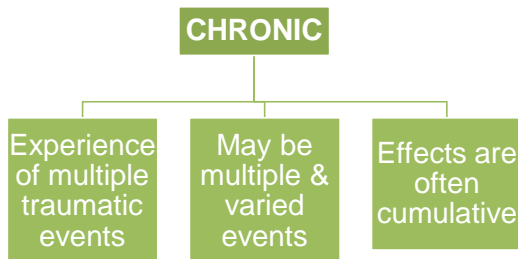 CHRONIC
Experience
of multiple
traumatic
events
May be
multiple &
varied
events
Effects are
often
cumulative